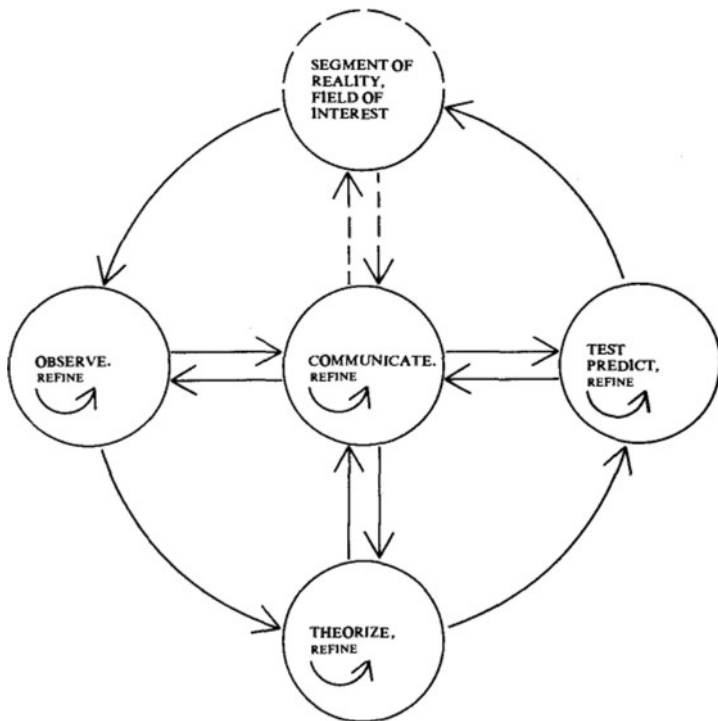 SEGMENT OF
REALITY,
FIELD OF
INTEREST
OBSERVE.
REFINE
COMMUNICATE.
REFINE
TEST
PREDICT,
REFINE
THEORIZE,
REFINE